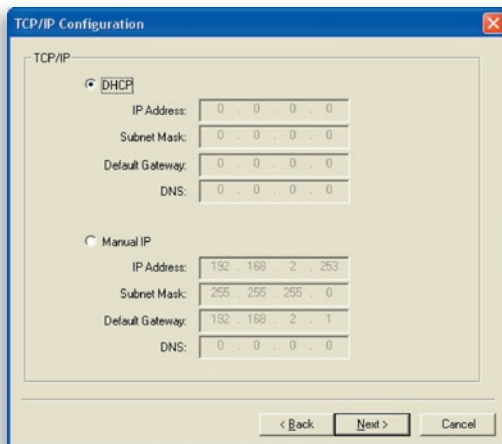 TCP/IP Configuration
TCP/IP
DHCP
IP Address: 0 . 0 . 0 . 0
Subnet Mask: 0 . 0 . 0 . 0
Default Gateway: 0 . 0 . 0 . 0
DNS: 0 . 0 . 0 . 0
Manual IP
IP Address: 192 . 168 . 2 . 253
Subnet Mask: 255 . 255 . 255 . 0
Default Gateway: 192 . 168 . 2 . 1
DNS: 0 . 0 . 0 . 0
< Back Next > Cancel